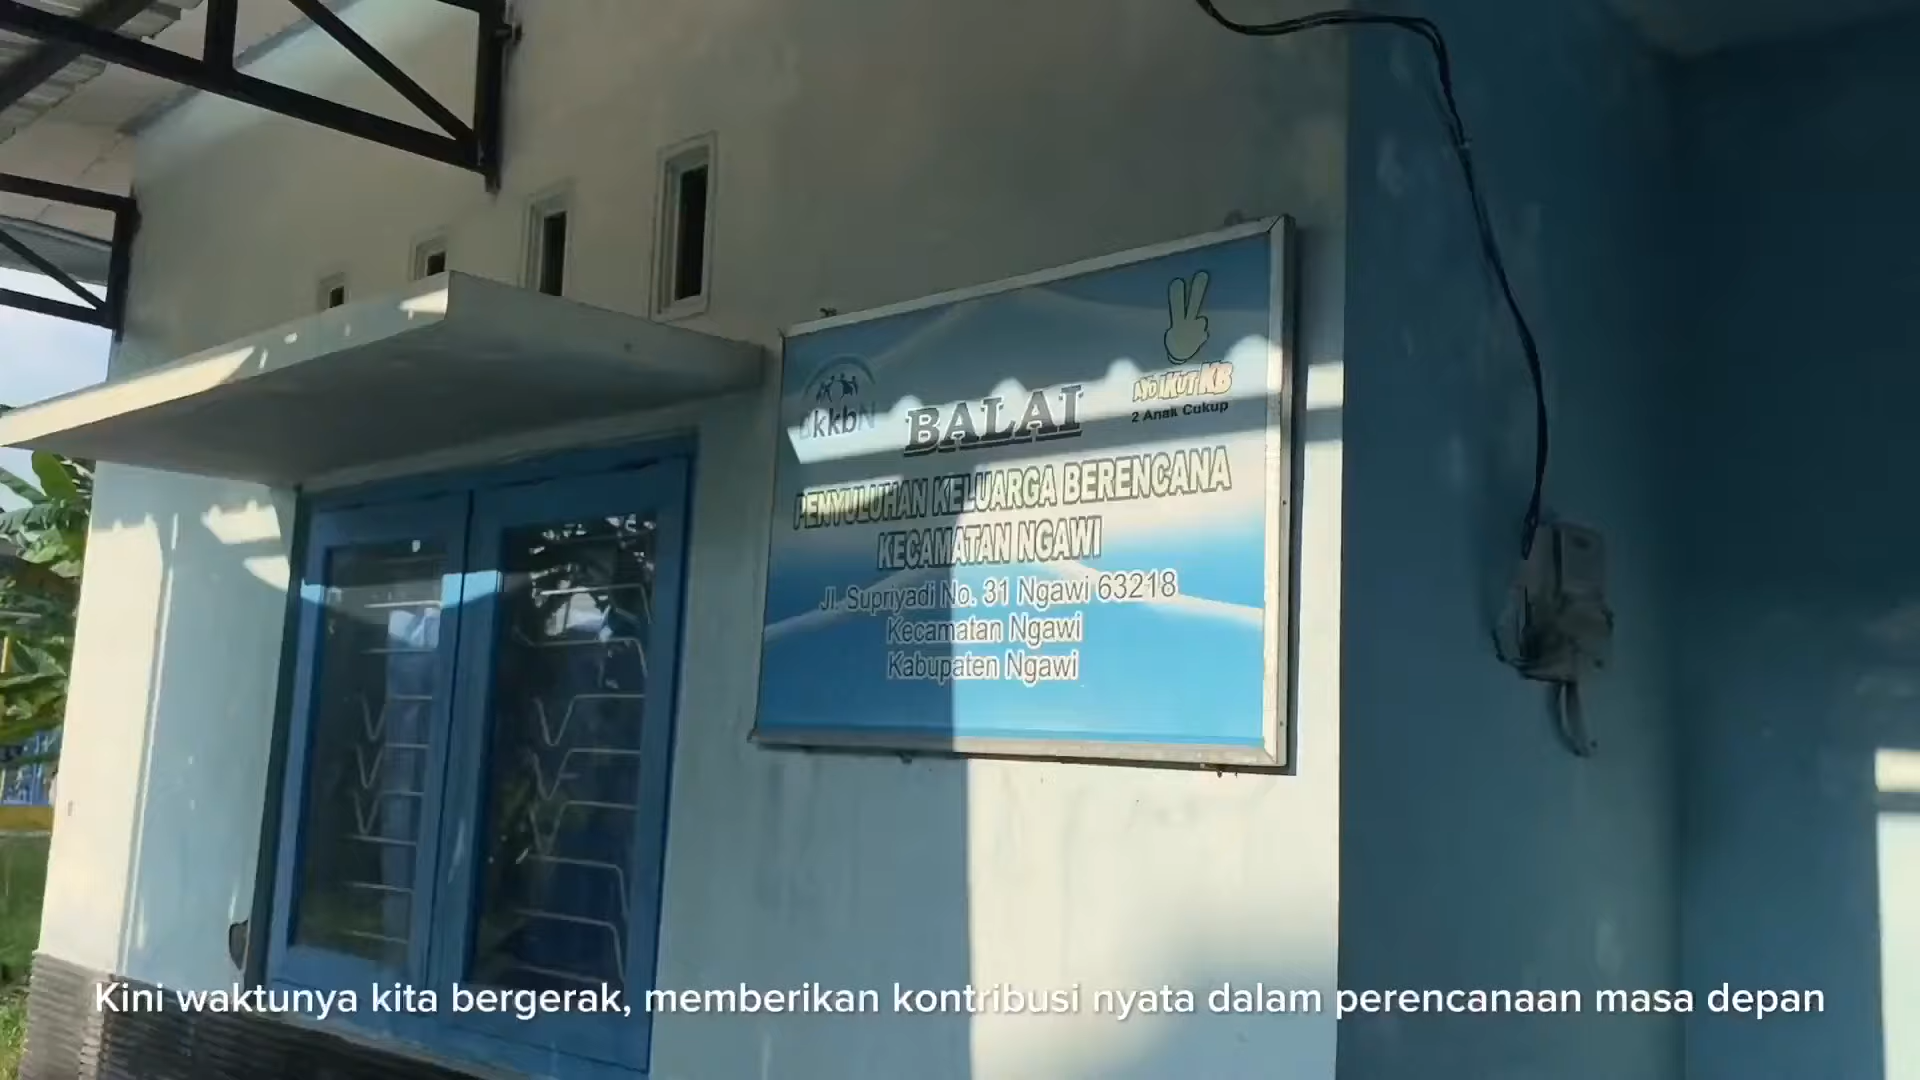 bkkbN
BALAI
AYO IKUT KB
2 Anak Cukup
PENYULUHAN KELUARGA BERENCANA
KECAMATAN NGAWI
Jl. Supriyadi No. 31 Ngawi 63218
Kecamatan Ngawi
Kabupaten Ngawi
Kini waktunya kita bergerak, memberikan kontribusi nyata dalam perencanaan masa depan